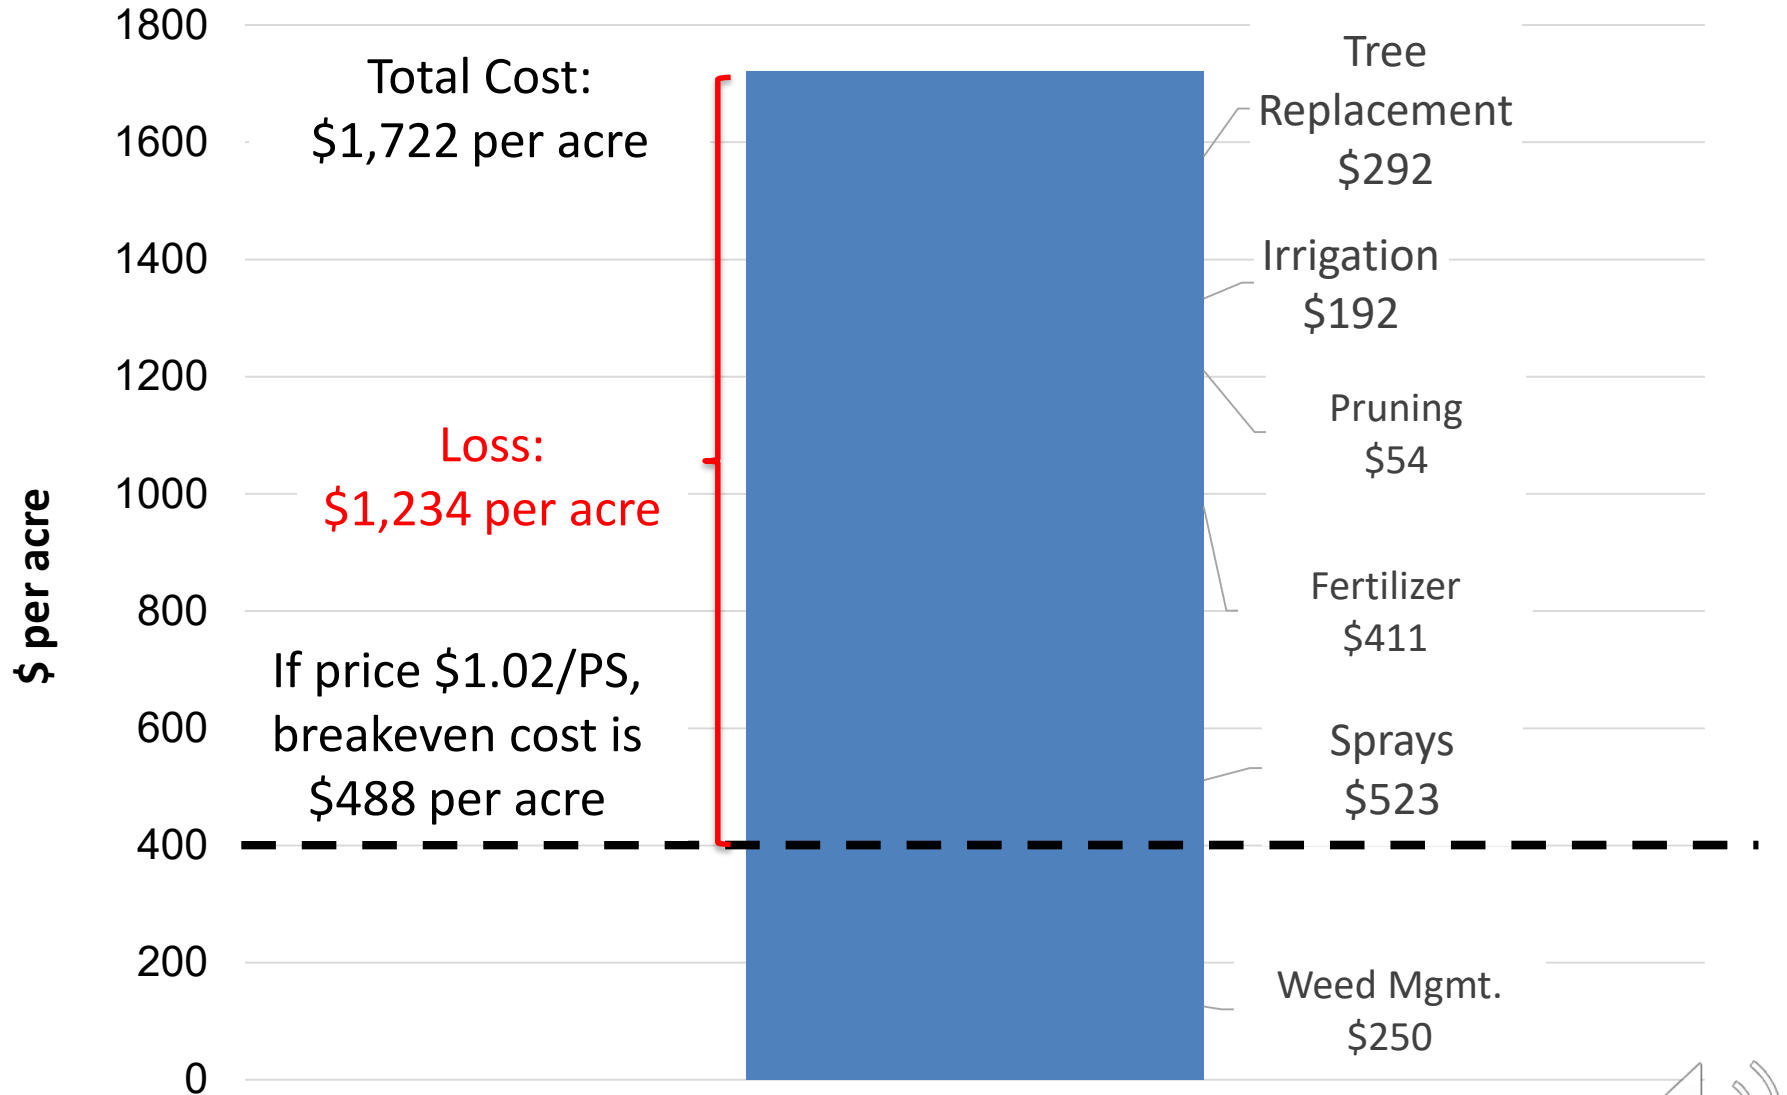 1800
1600
1400
1200
1000
800
600
400
200
0
$ per acre
Total Cost:
$1,722 per acre
Loss:
$1,234 per acre
If price $1.02/PS,
breakeven cost is
$488 per acre
Tree
Replacement
$292
Irrigation
$192
Pruning
$54
Fertilizer
$411
Sprays
$523
Weed Mgmt.
$250